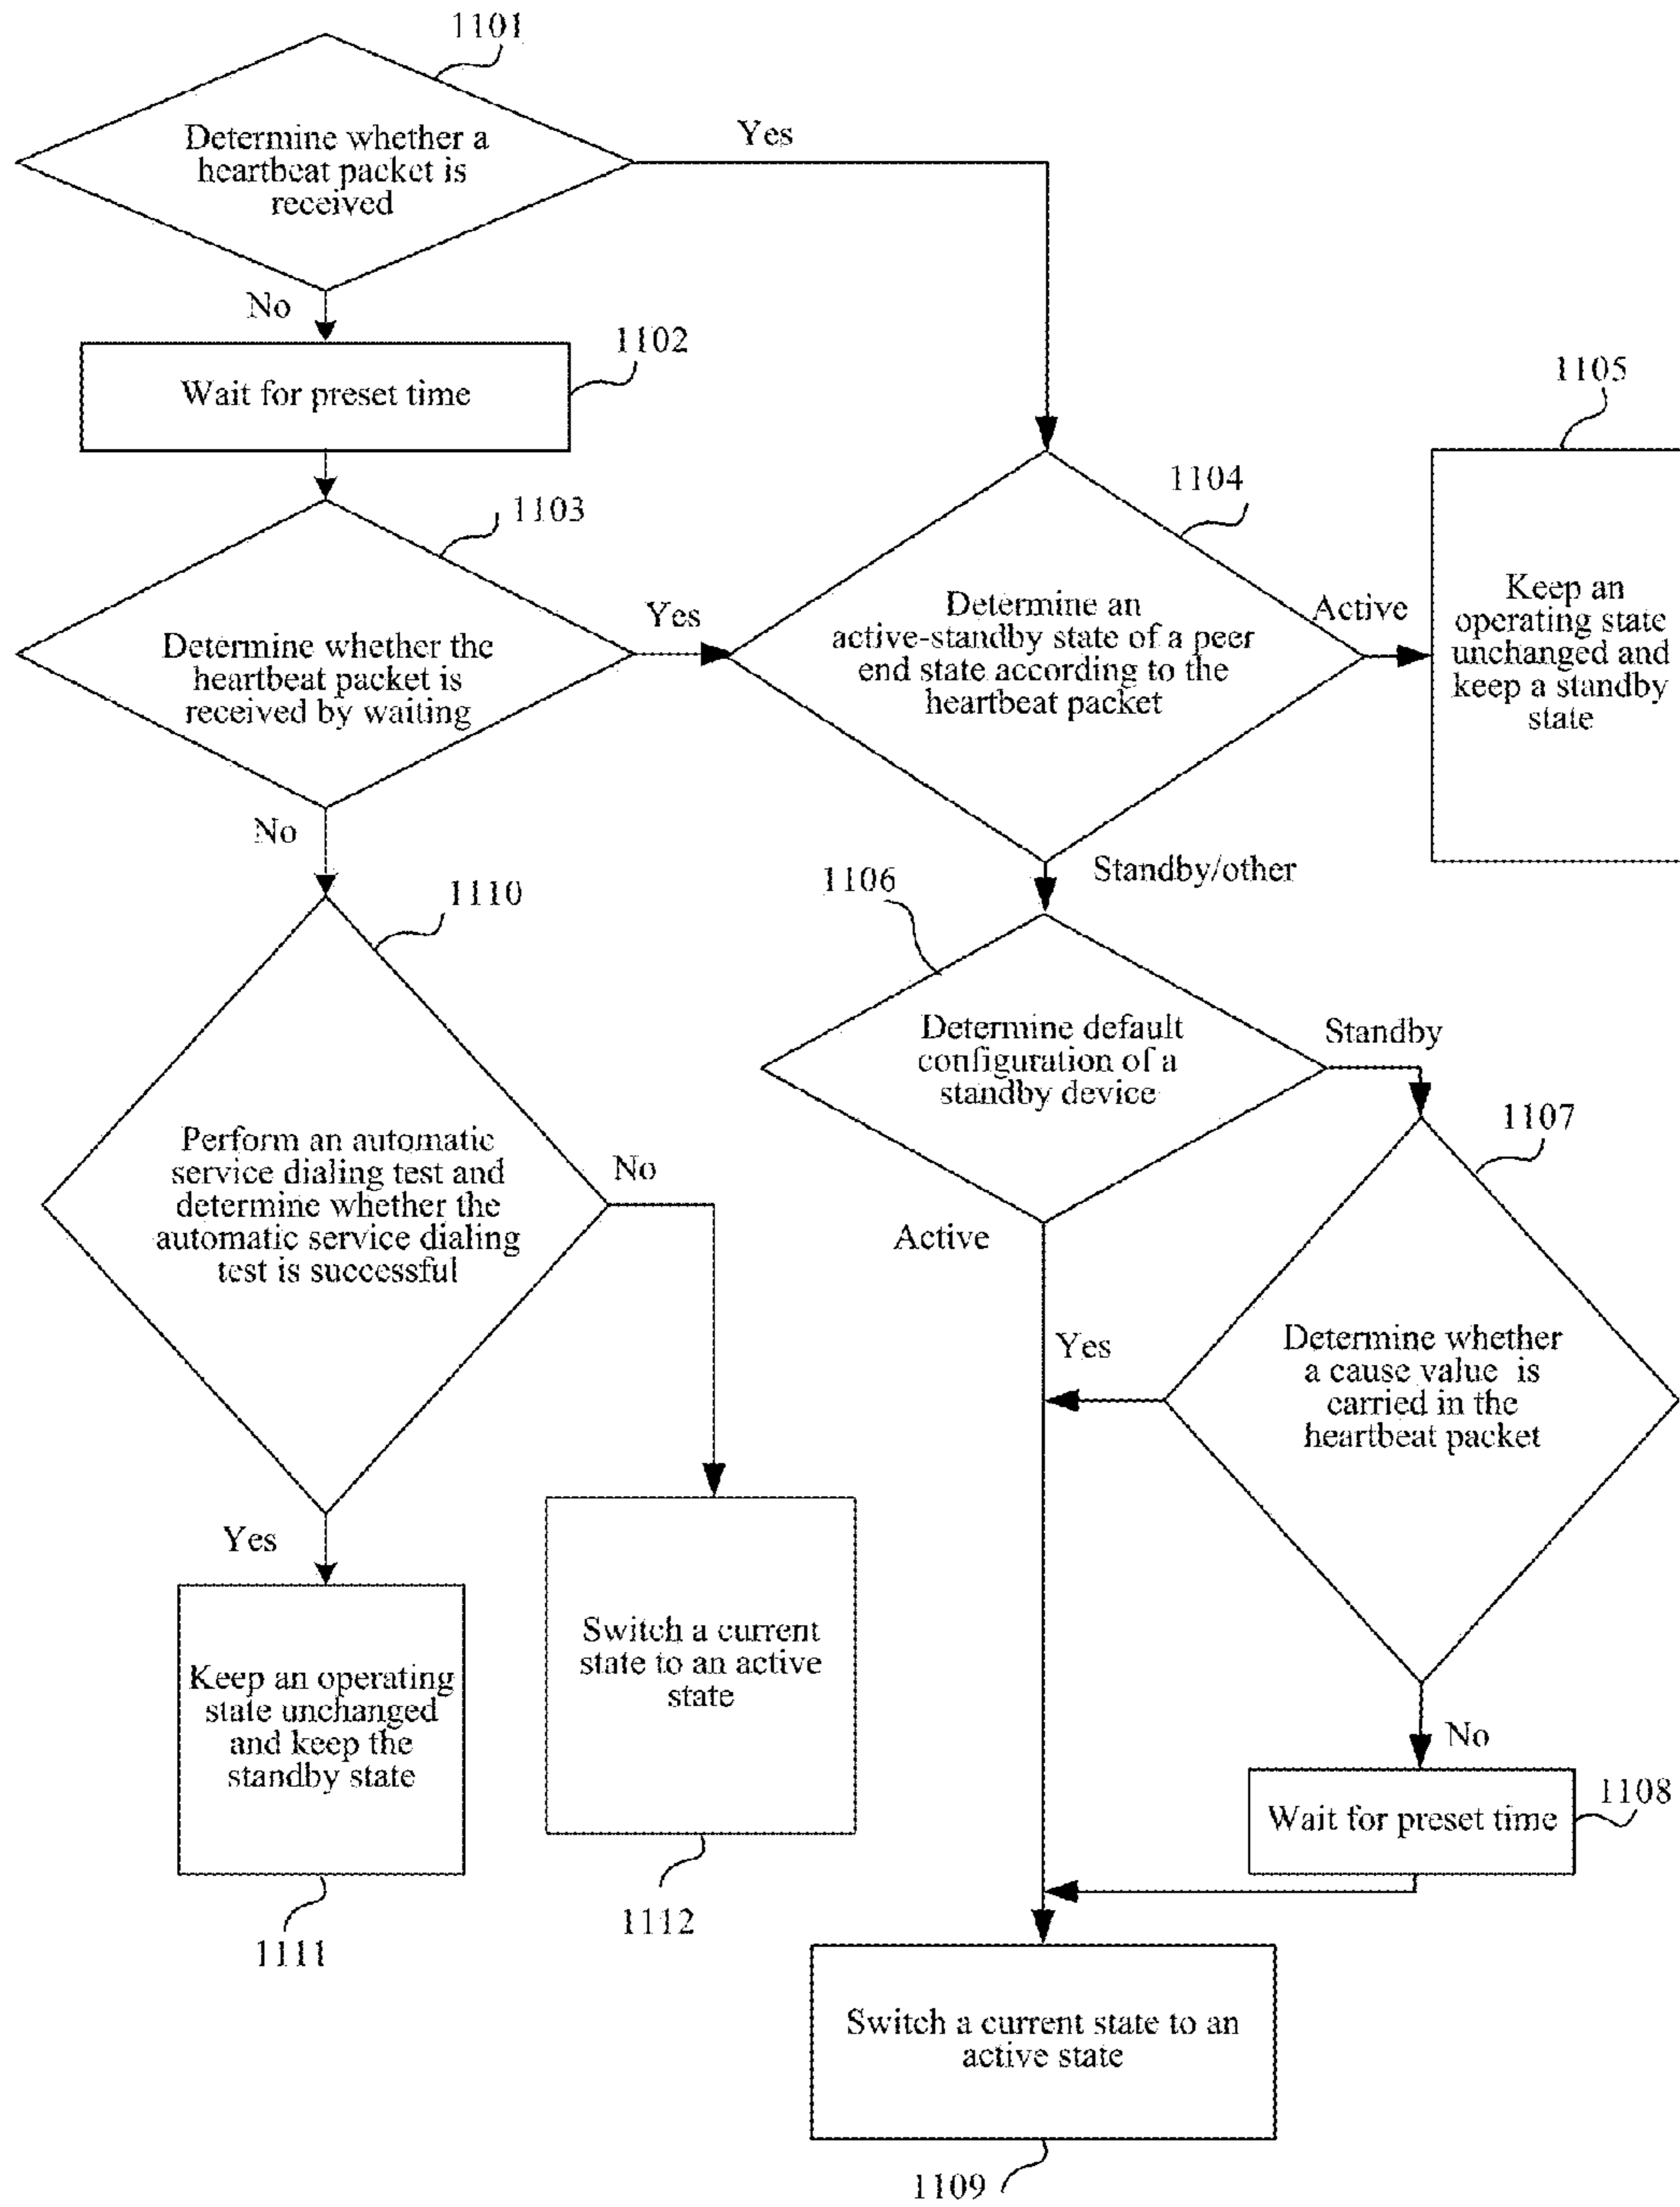 1101
Determine whether a
heartbeat packet is
received
Yes
No
1102
Wait for preset time
1103
Determine whether the
heartbeat packet is
received by waiting
Yes
No
1104
Determine an
active-standby state of a peer
end state according to the
heartbeat packet
Active
1105
Keep an
operating state
unchanged and
keep a standby
state
Standby/other
1106
Determine default
configuration of a
standby device
Standby
Active
1107
Determine whether
a cause value is
carried in the
heartbeat packet
Yes
No
1108
Wait for preset time
1110
Perform an automatic
service dialing test and
determine whether the
automatic service dialing
test is successful
No
Yes
Keep an operating
state unchanged
and keep the
standby state
1111
Switch a current
state to an active
state
1112
Switch a current state to an
active state
1109